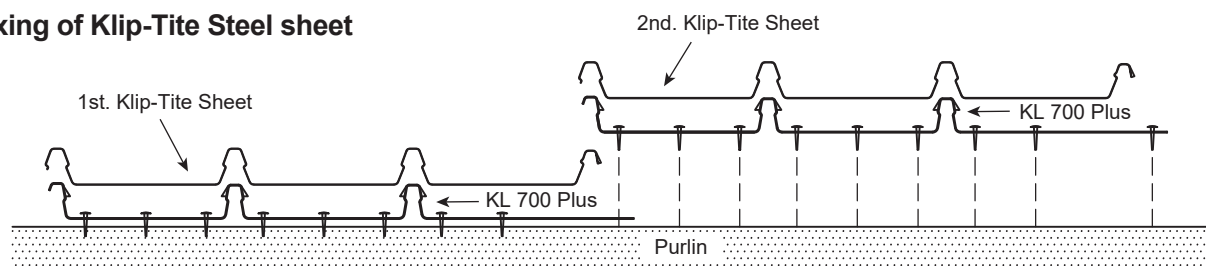 xing of Klip-Tite Steel sheet
2nd. Klip-Tite Sheet
1st. Klip-Tite Sheet
KL 700 Plus
KL 700 Plus
Purlin